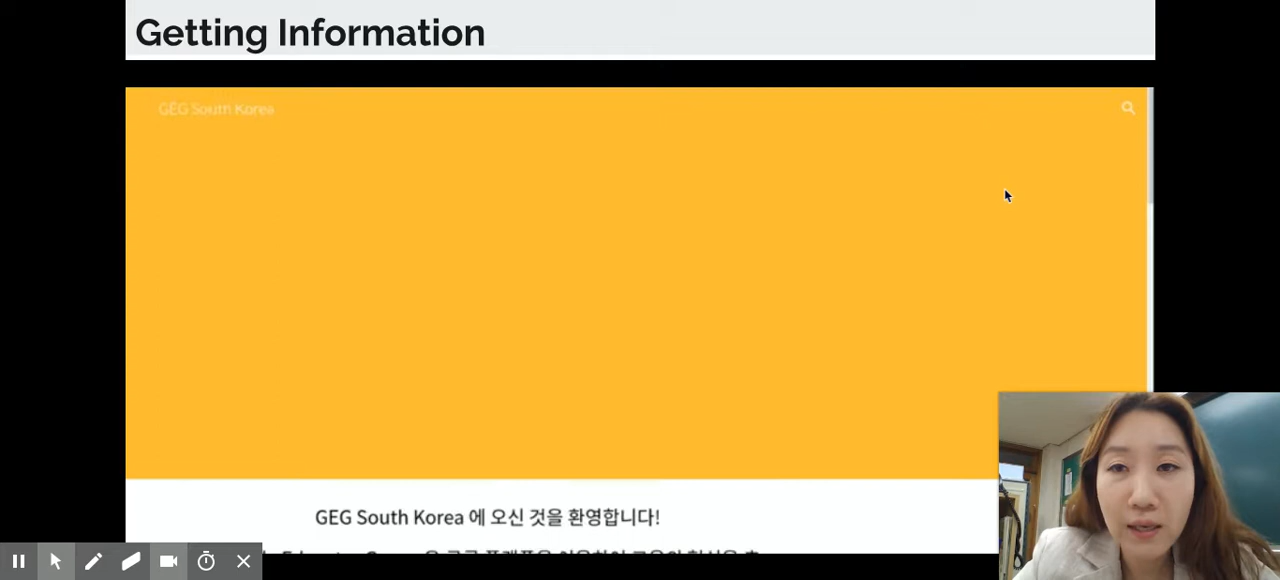 Getting Information
GEG South Korea
GEG South Korea 에 오신 것을 환영합니다!